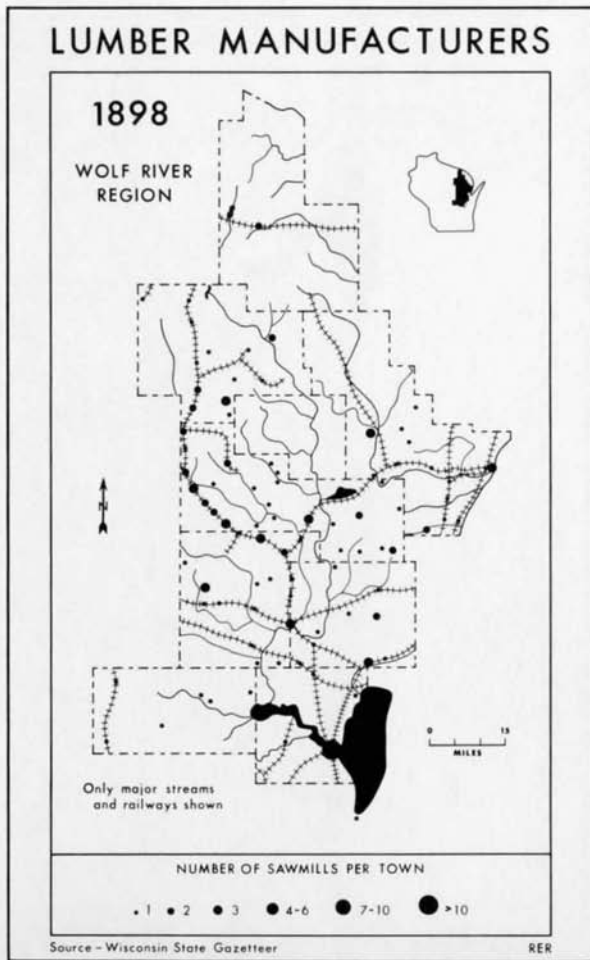 LUMBER MANUFACTURERS
1898
WOLF RIVER
REGION
N
0 15
MILES
Only major streams
and railways shown
NUMBER OF SAWMILLS PER TOWN
1 2 3 4-6 7-10 >10
Source – Wisconsin State Gazetteer RER